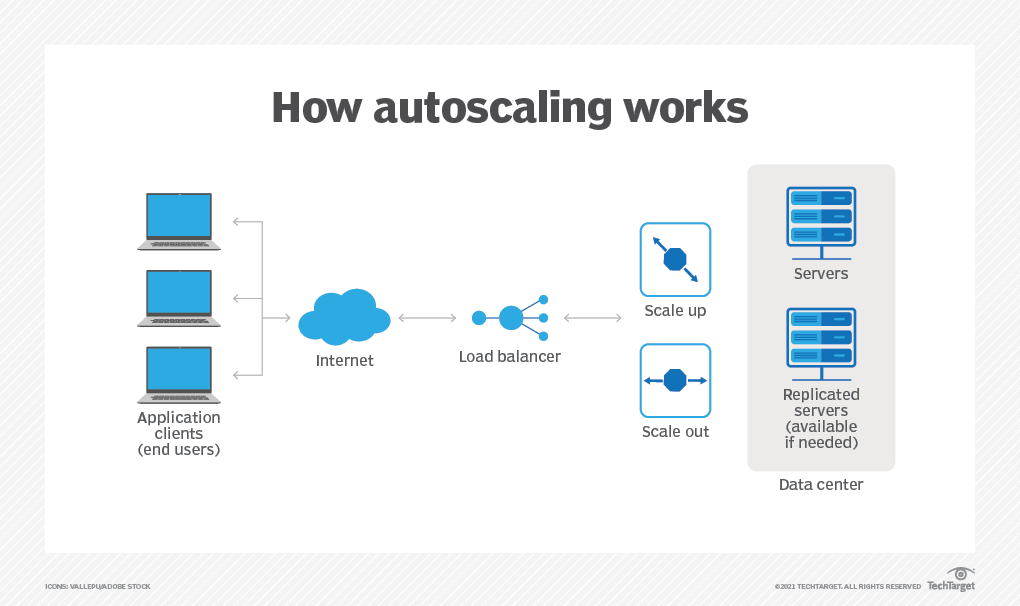 How autoscaling works
Application
clients
(end users)
Internet
Load balancer
Scale up
Scale out
Servers
Replicated
servers
(available
if needed)
Data center
ICONS: VALLEPU/ADOBE STOCK
©2021 TECHTARGET. ALL RIGHTS RESERVED
TechTarget